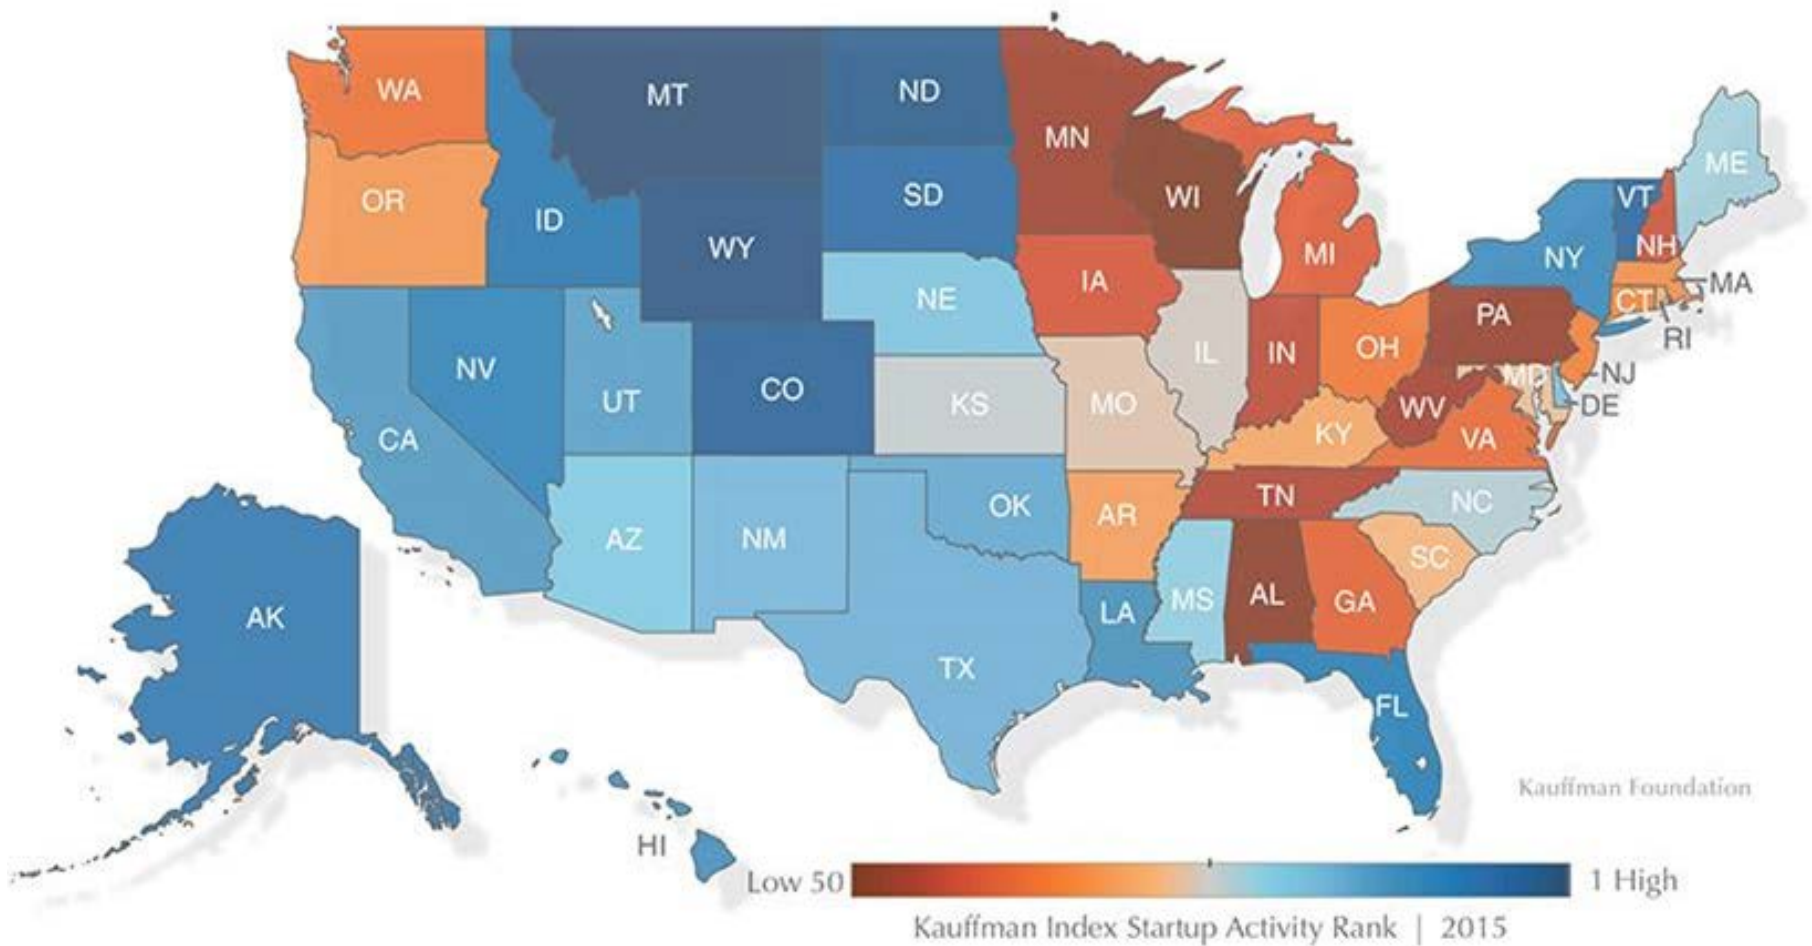 WA
MT
ND
MN
OR
ID
SD
WI
MI
ME
VT
NH
WY
NY
MA
IA
NE
CT
RI
PA
NV
UT
CO
KS
MO
IL
IN
OH
NJ
MD
DE
CA
KY
WV
VA
TN
NC
AZ
NM
OK
AR
SC
AK
TX
LA
MS
AL
GA
FL
Kauffman Foundation
HI
Low 50
1 High
Kauffman Index Startup Activity Rank | 2015